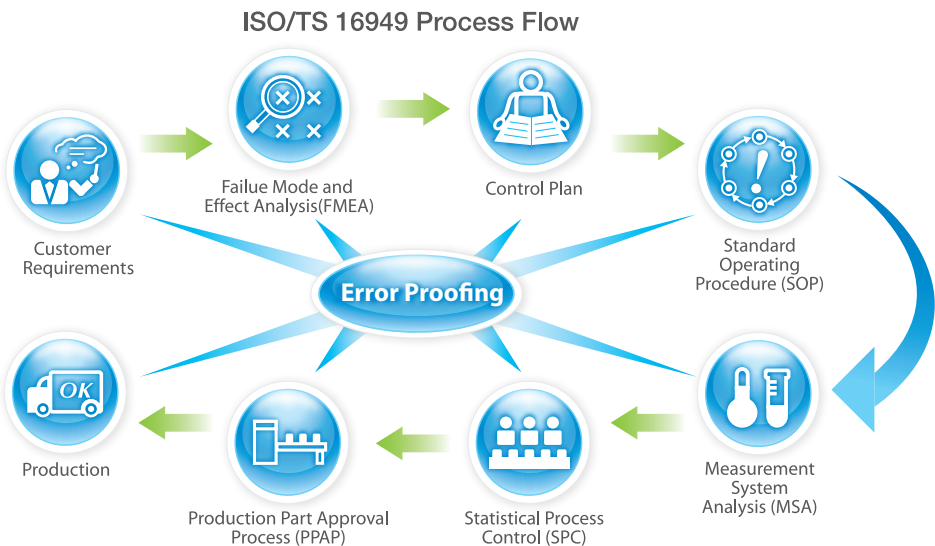 ISO/TS 16949 Process Flow
Failue Mode and
Effect Analysis(FMEA)
Control Plan
Customer
Requirements
Standard
Operating
Procedure (SOP)
Error Proofing
OK
Production
Production Part Approval
Process (PPAP)
Statistical Process
Control (SPC)
Measurement
System
Analysis (MSA)